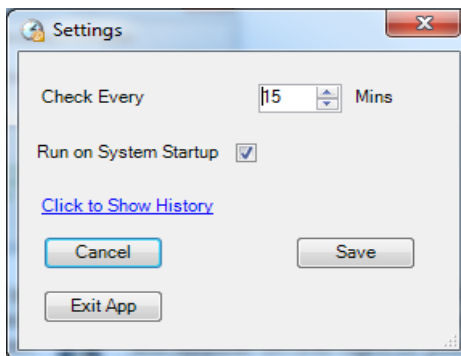 Settings
Check Every 15 Mins
Run on System Startup
Click to Show History
Cancel Save
Exit App